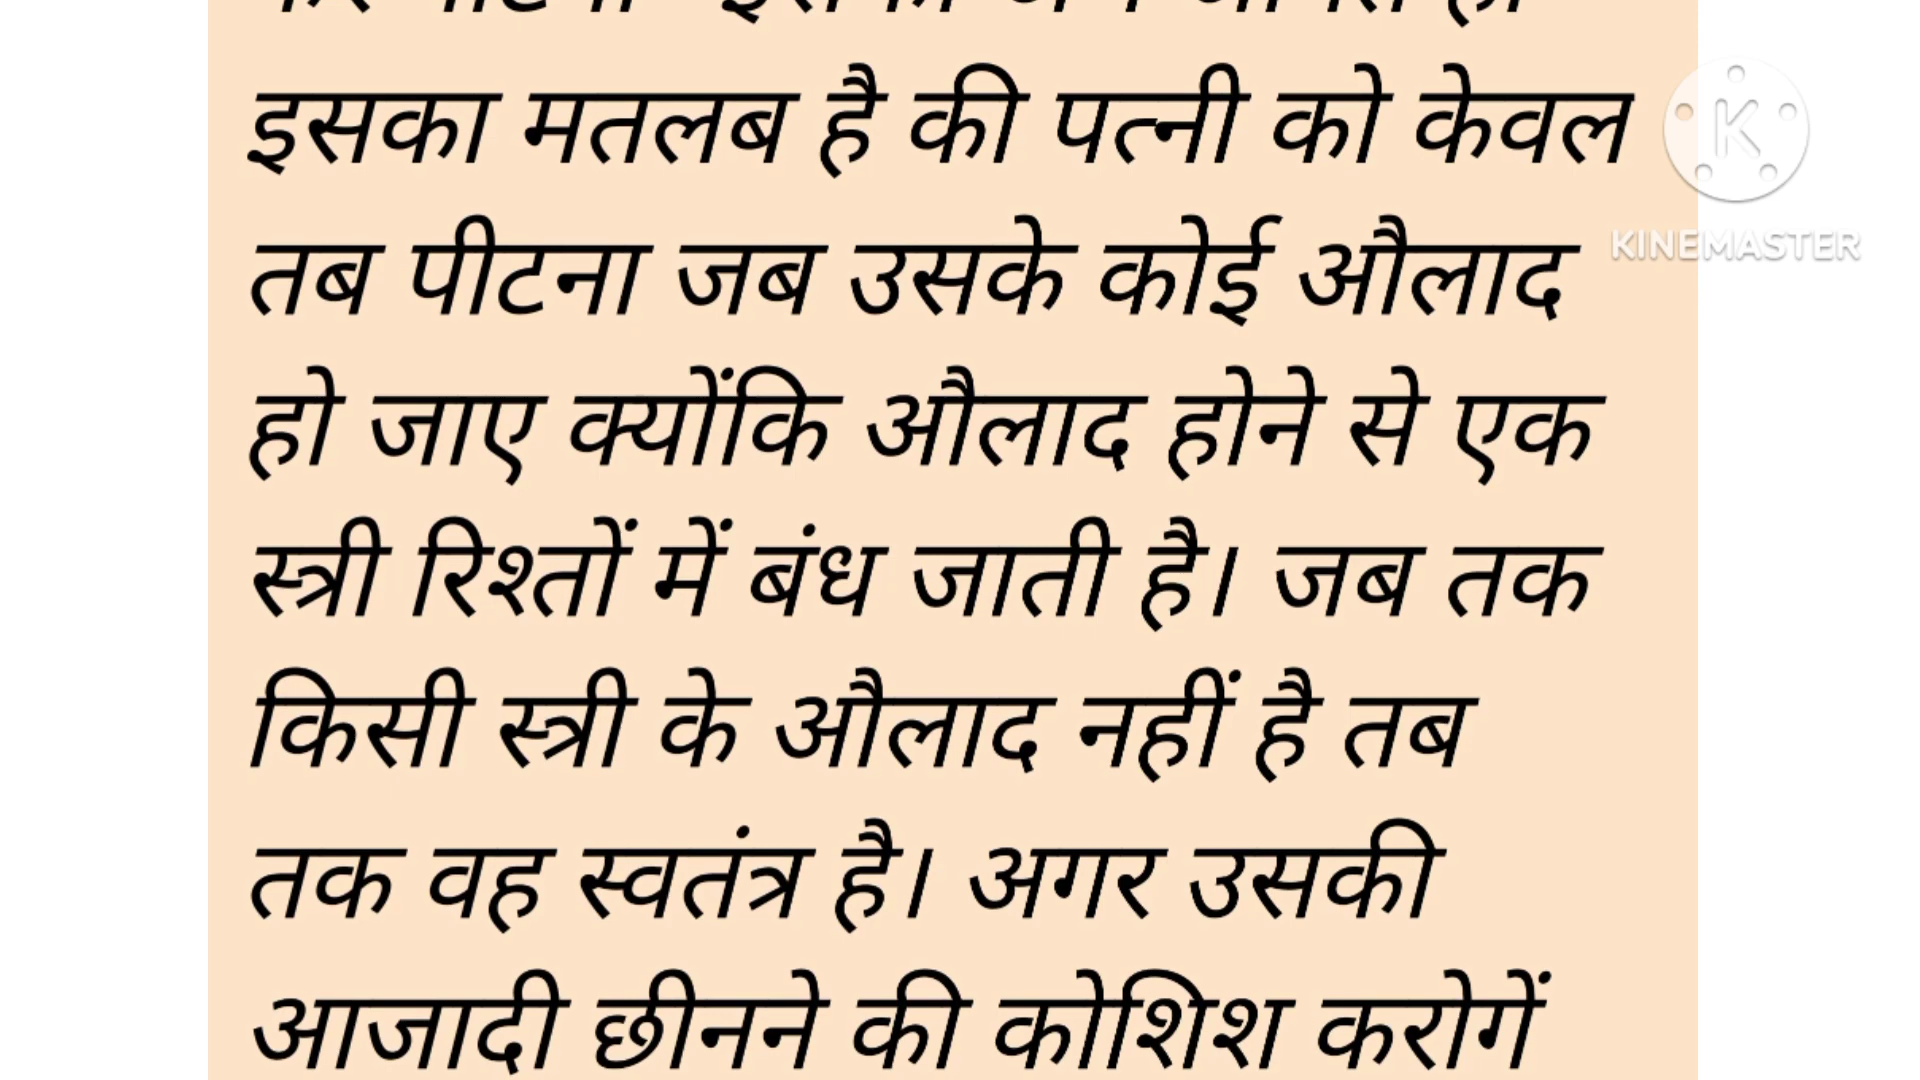 इसका मतलब है की पत्नी को केवल
तब पीटना जब उसके कोई औलाद
हो जाए क्योंकि औलाद होने से एक
स्त्री रिश्तों में बंध जाती है। जब तक
किसी स्त्री के औलाद नहीं है तब
तक वह स्वतंत्र है। अगर उसकी
आजादी छीनने की कोशिश करोगें
KINEMASTER